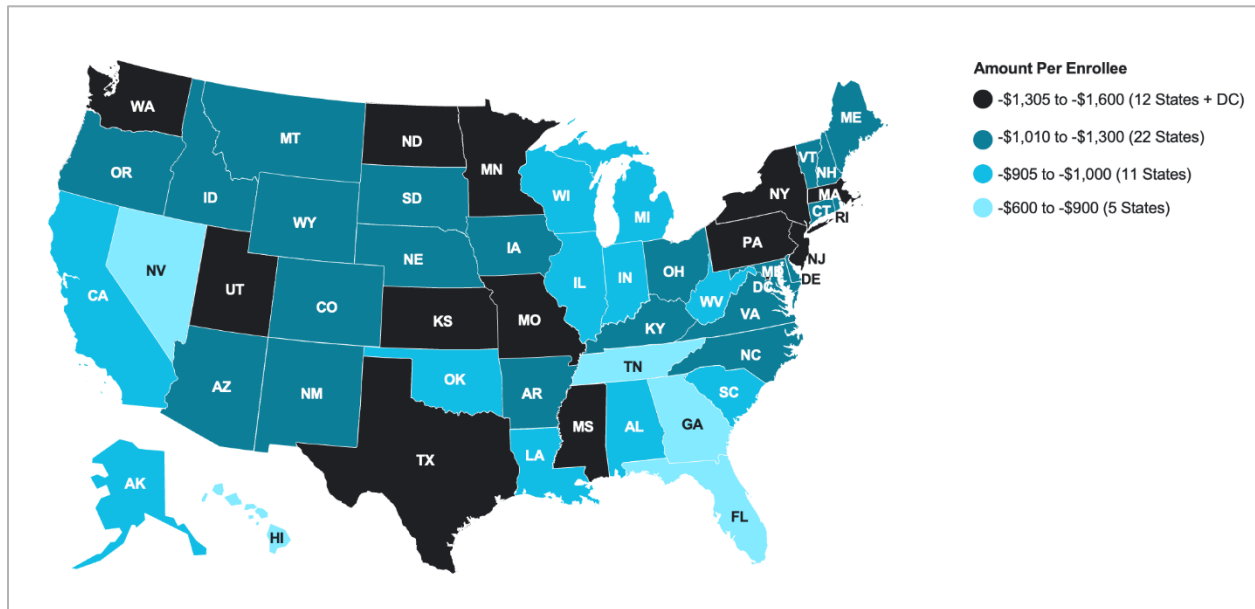 Amount Per Enrollee
-$1,305 to -$1,600 (12 States + DC)
-$1,010 to -$1,300 (22 States)
-$905 to -$1,000 (11 States)
-$600 to -$900 (5 States)
WA
MT
ND
MN
ME
VT
NH
OR
ID
SD
WI
MI
NY
MA
CT
RI
WY
IA
PA
NJ
NV
NE
OH
MD
DE
DC
CA
UT
CO
IL
IN
WV
VA
KS
MO
KY
NC
TN
AZ
NM
OK
AR
SC
MS
AL
GA
TX
LA
AK
FL
HI